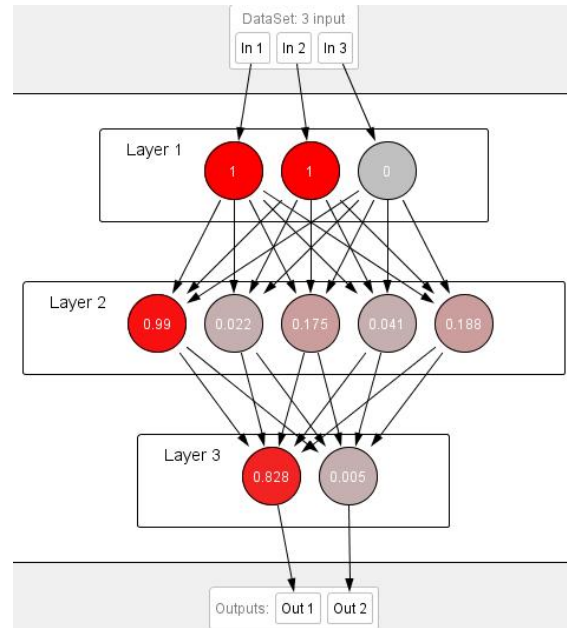 DataSet: 3 input
In 1 In 2 In 3
Layer 1
1 1 0
Layer 2
0.99 0.022 0.175 0.041 0.188
Layer 3
0.828 0.005
Outputs: Out 1 Out 2